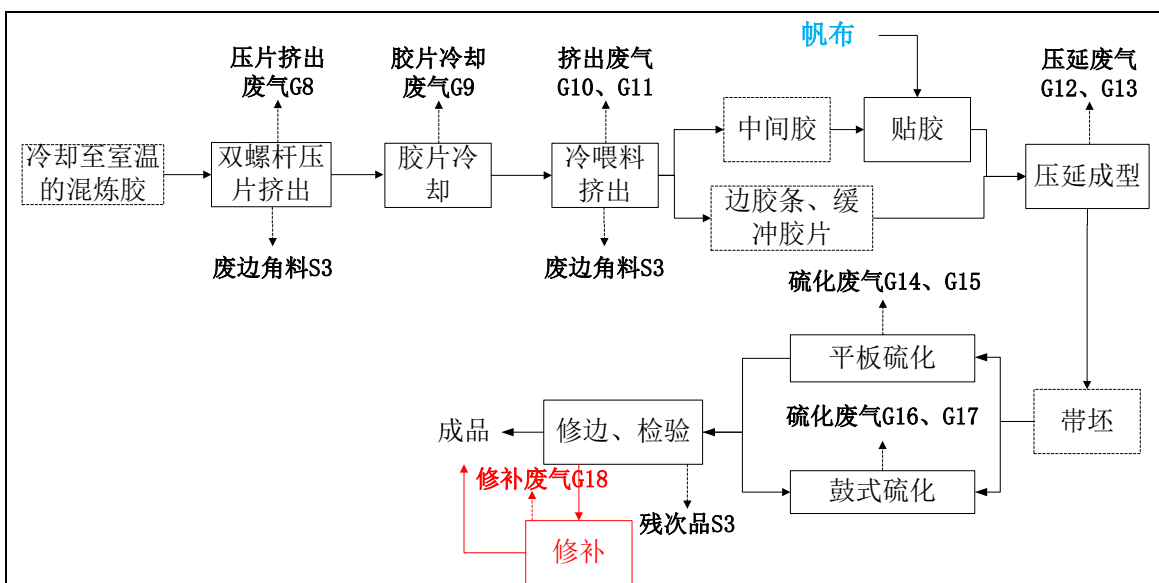 帆布
压片挤出
废气G8
胶片冷却
废气G9
挤出废气
G10、G11
压延废气
G12、G13
冷却至室温
的混炼胶
双螺杆压
片挤出
胶片冷
却
冷喂料
挤出
中间胶
贴胶
边胶条、缓
冲胶片
压延成型
废边角料S3
废边角料S3
硫化废气G14、G15
平板硫化
硫化废气G16、G17
鼓式硫化
带坯
成品
修边、检验
修补废气G18
残次品S3
修补